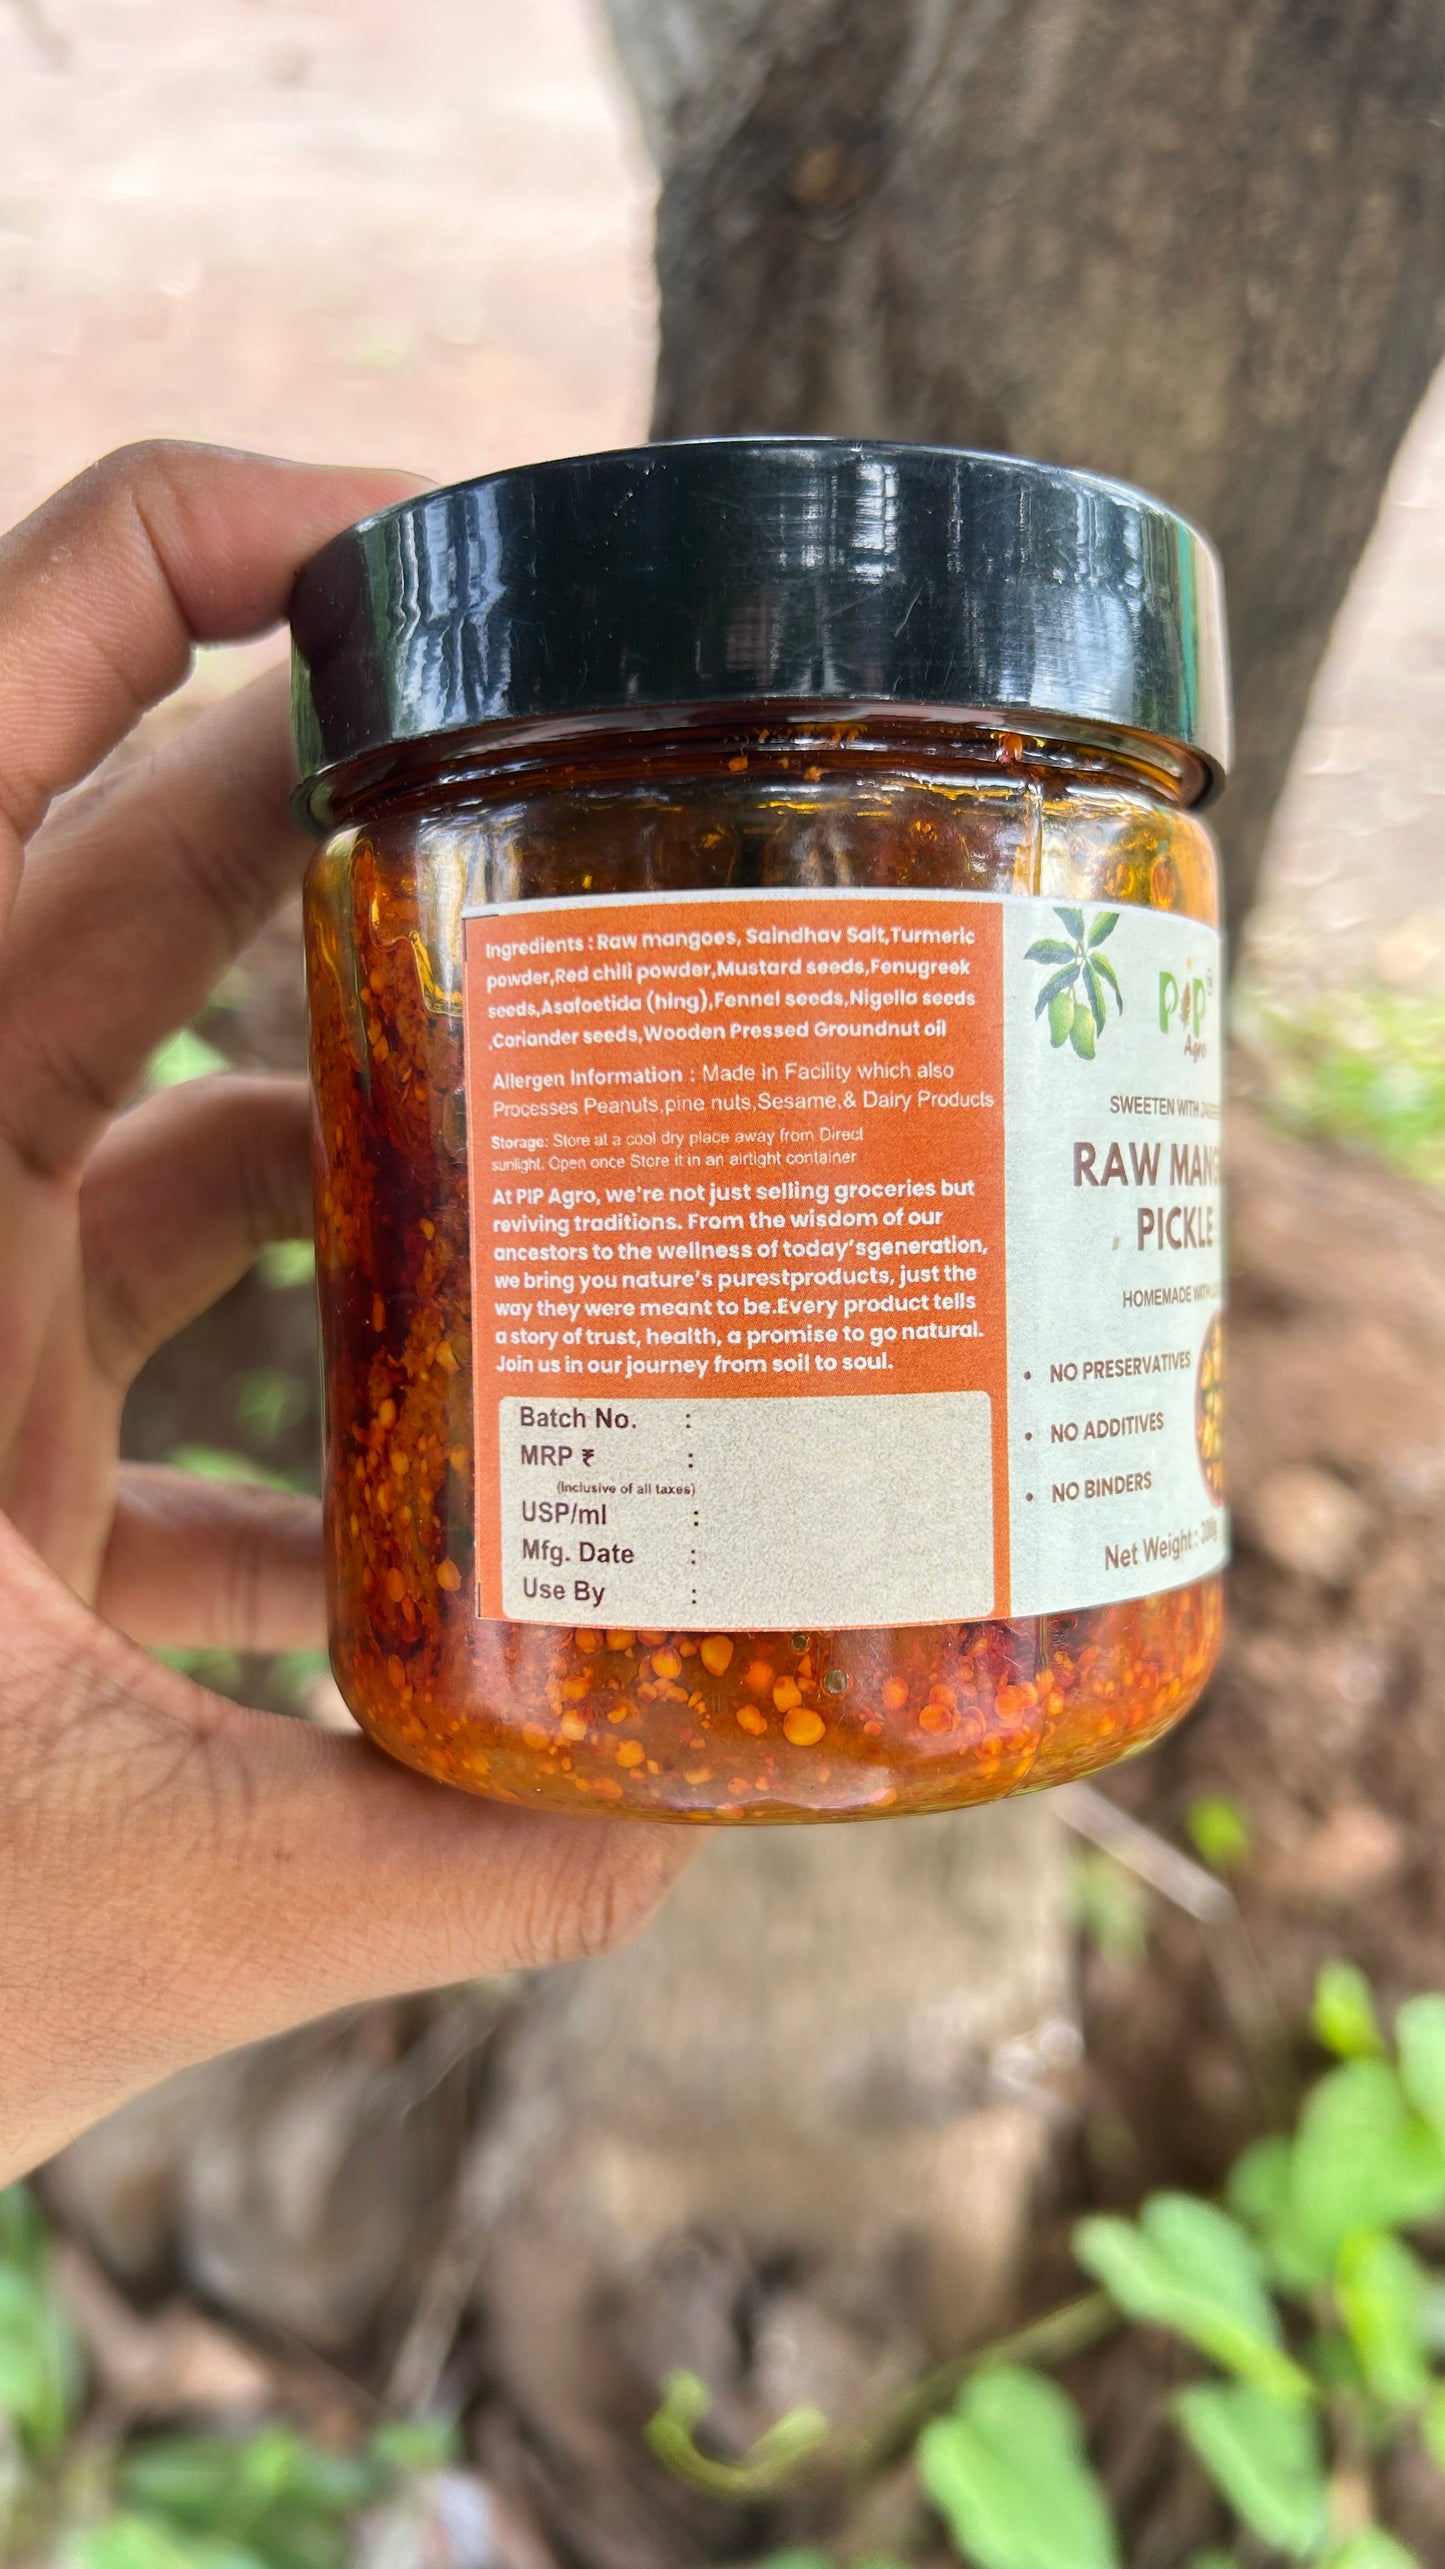 Ingredients : Raw mangoes, Saindhav Salt,Turmeric
powder,Red chili powder,Mustard seeds,Fenugreek
seeds,Asafoetida (hing),Fennel seeds,Nigella seeds
,Coriander seeds,Wooden Pressed Groundnut oil
Allergen Information : Made in Facility which also
Processes Peanuts,pine nuts,Sesame,& Dairy Products
Storage: Store at a cool dry place away from Direct
sunlight. Open once Store it in an airtight container
At PIP Agro, we're not just selling groceries but
reviving traditions. From the wisdom of our
ancestors to the wellness of today'sgeneration,
we bring you nature's purestproducts, just the
way they were meant to be.Every product tells
a story of trust, health, a promise to go natural.
Join us in our journey from soil to soul.
Batch No. :
MRP ₹ :
(Inclusive of all taxes)
USP/ml :
Mfg. Date :
Use By :
PIP ®
Agro
SWEETEN WITH
RAW
PICKLE
HOMEMADE WITH
• NO PRESERVATIVES
• NO ADDITIVES
• NO BINDERS
Net Weight :